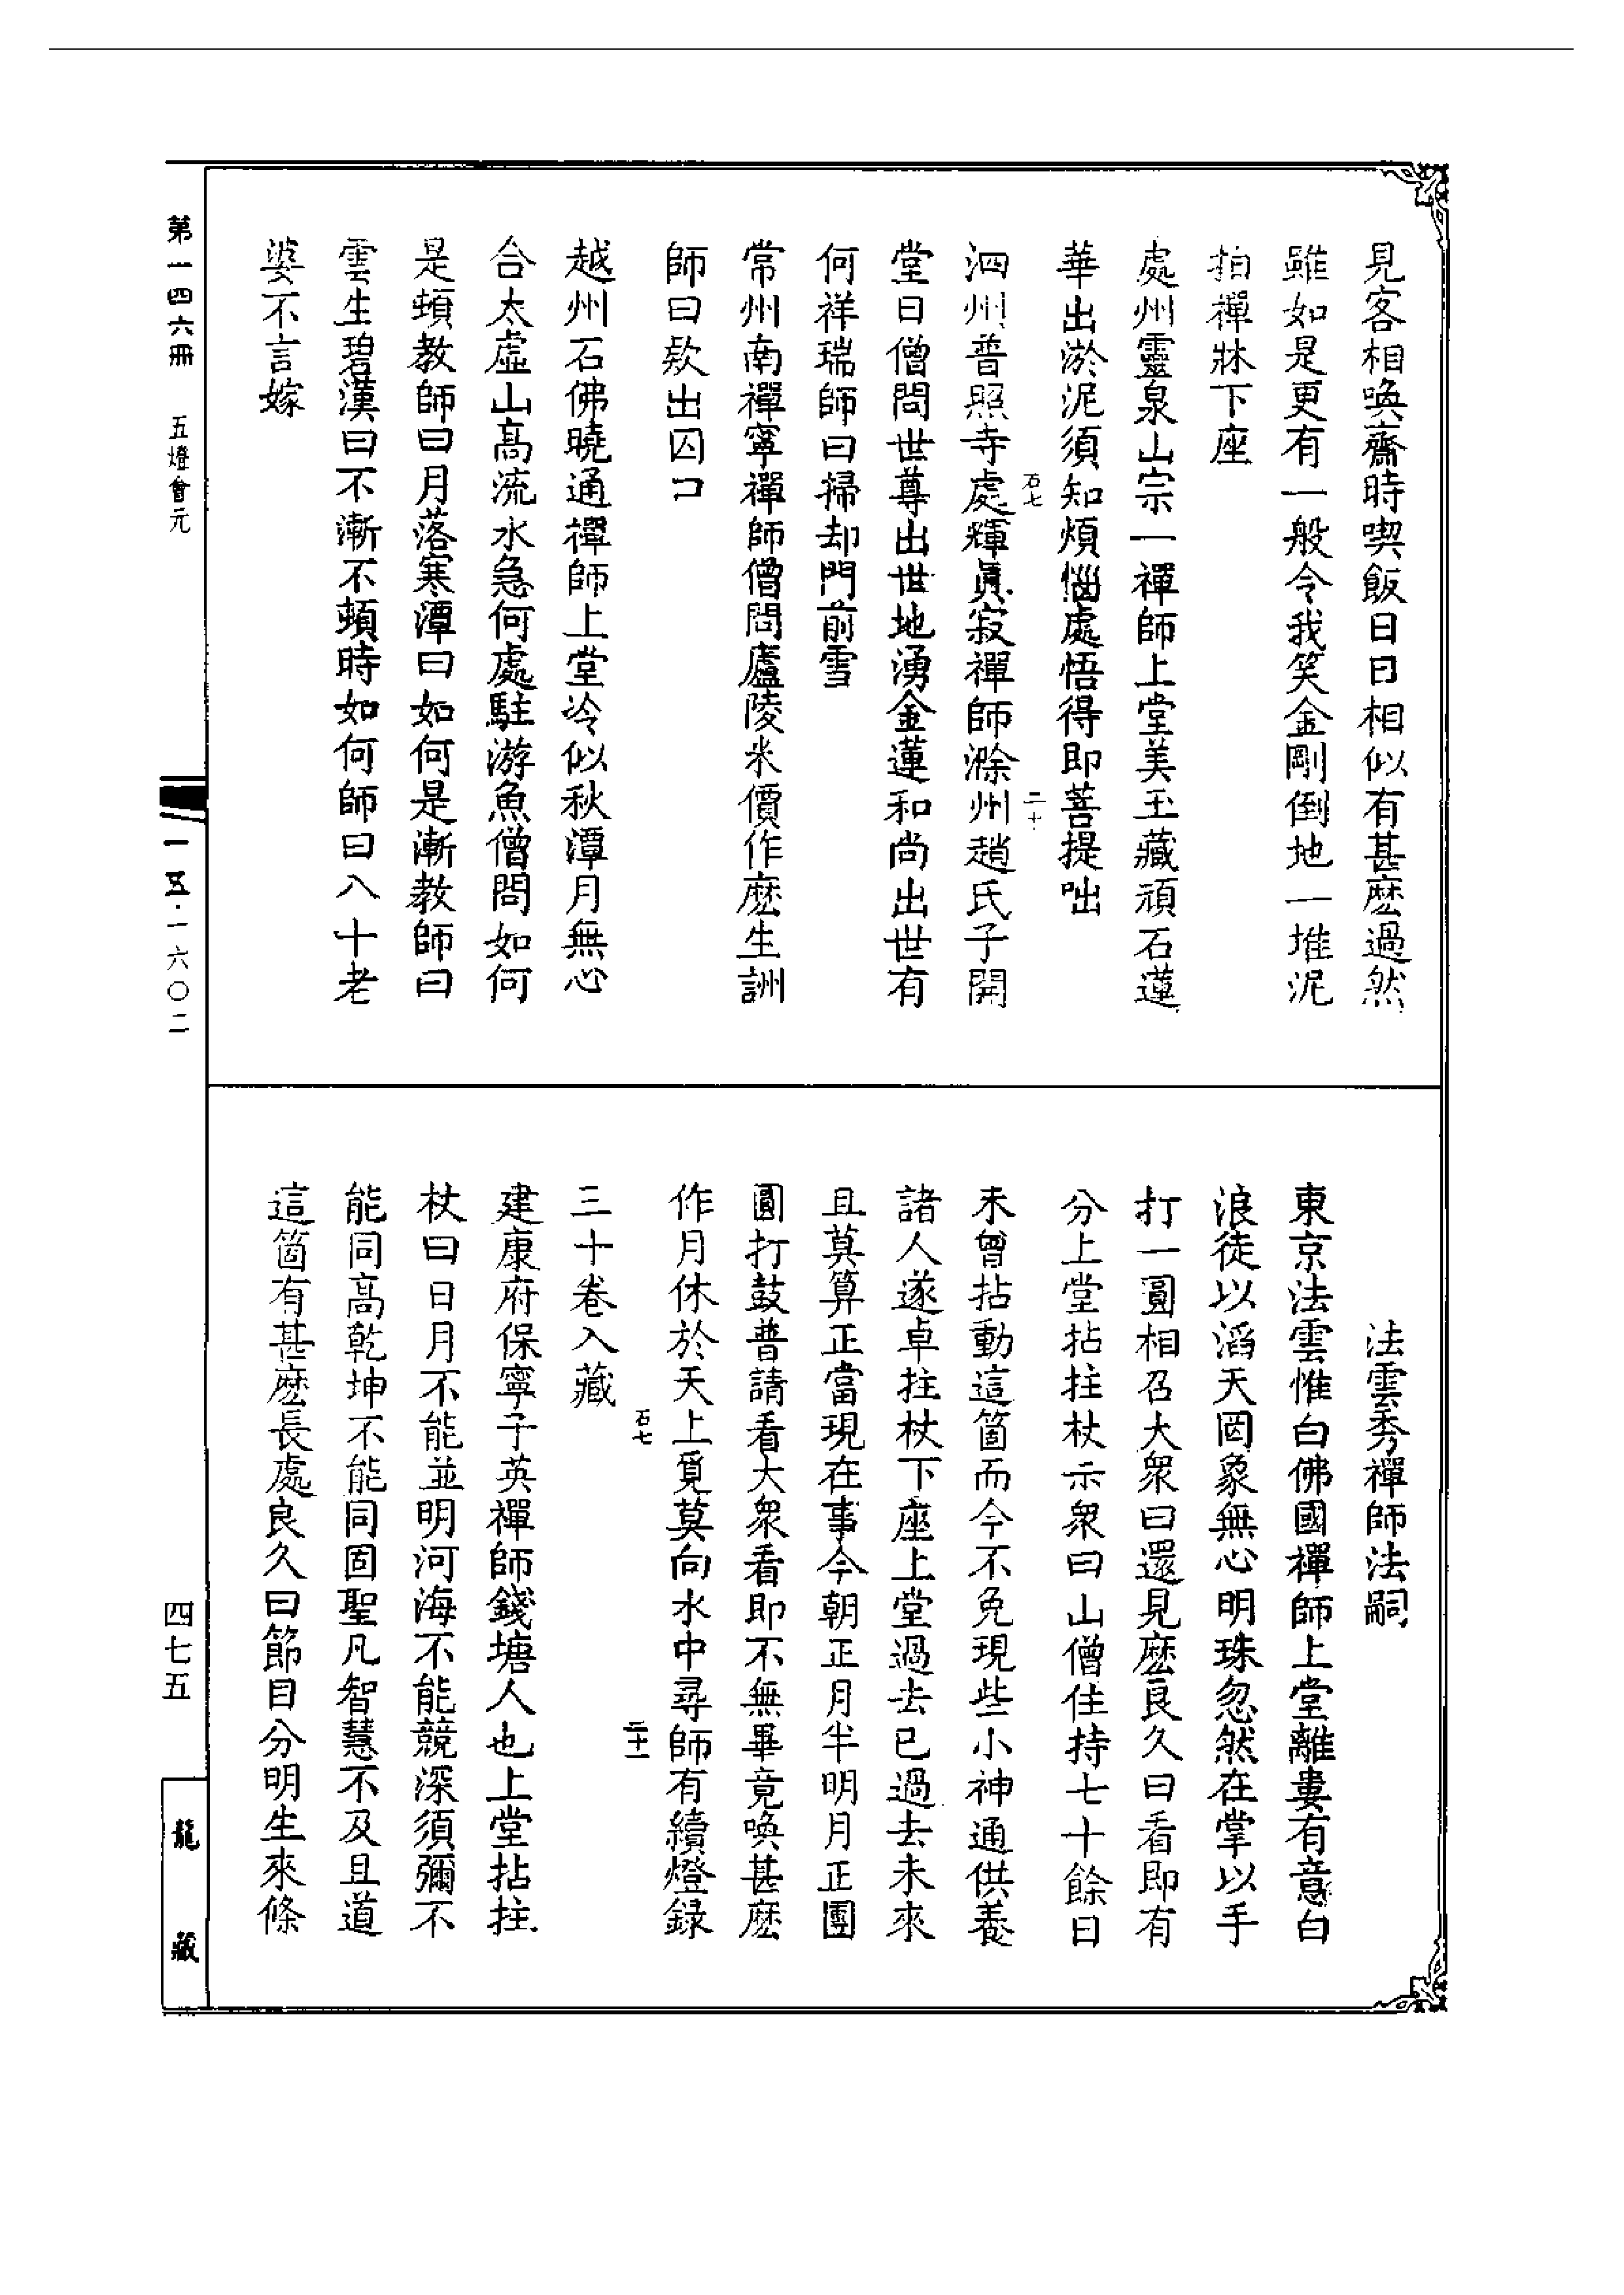 見客相喚齋時喫飯日日相似有甚麽過然
雖如是更有一般令我笑金剛倒地一堆泥
拍禪牀下座
處州靈泉山宗一禪師上堂美玉藏頑石蓮
華出淤泥須知煩惱處悟得即菩提咄
石七
二十
泗州普照寺處輝眞寂禪師滁州趙氏子開
堂日僧問世尊出世地湧金蓮和尚出世有
何祥瑞師曰掃却門前雪
常州南禪寧禪師僧問廬陵米價作麽生詶
師曰款出囚口
越州石佛曉通禪師上堂冷似秋潭月無心
合太虛山高流水急何處駐游魚僧問如何
是頓教師曰月落寒潭曰如何是漸教師曰
雲生碧漢曰不漸不頓時如何師曰八十老
婆不言嫁
法雲秀禪師法嗣
東京法雲惟白佛國禪師上堂離婁有意白
浪徒以滔天罔象無心明珠忽然在掌以手
打一圓相召大衆曰還見麽良久曰看即有
分上堂拈拄杖示衆曰山僧住持七十餘日
未曾拈動這箇而今不免現些小神通供養
諸人遂卓拄杖下座上堂過去已過去未來
且莫算正當現在事今朝正月半明月正團
圓打鼓普請看大衆看即不無畢竟喚甚麽
作月休於天上覓莫向水中尋師有續燈録
石七
二十一
三十卷入藏
建康府保寧子英禪師錢塘人也上堂拈拄
杖曰日月不能並明河海不能競深須彌不
能同高乾坤不能同固聖凡智慧不及且道
這箇有甚麽長處良久曰節目分明生來條
第一四六冊　五燈會元
一五·一六〇二
四七五
龍藏